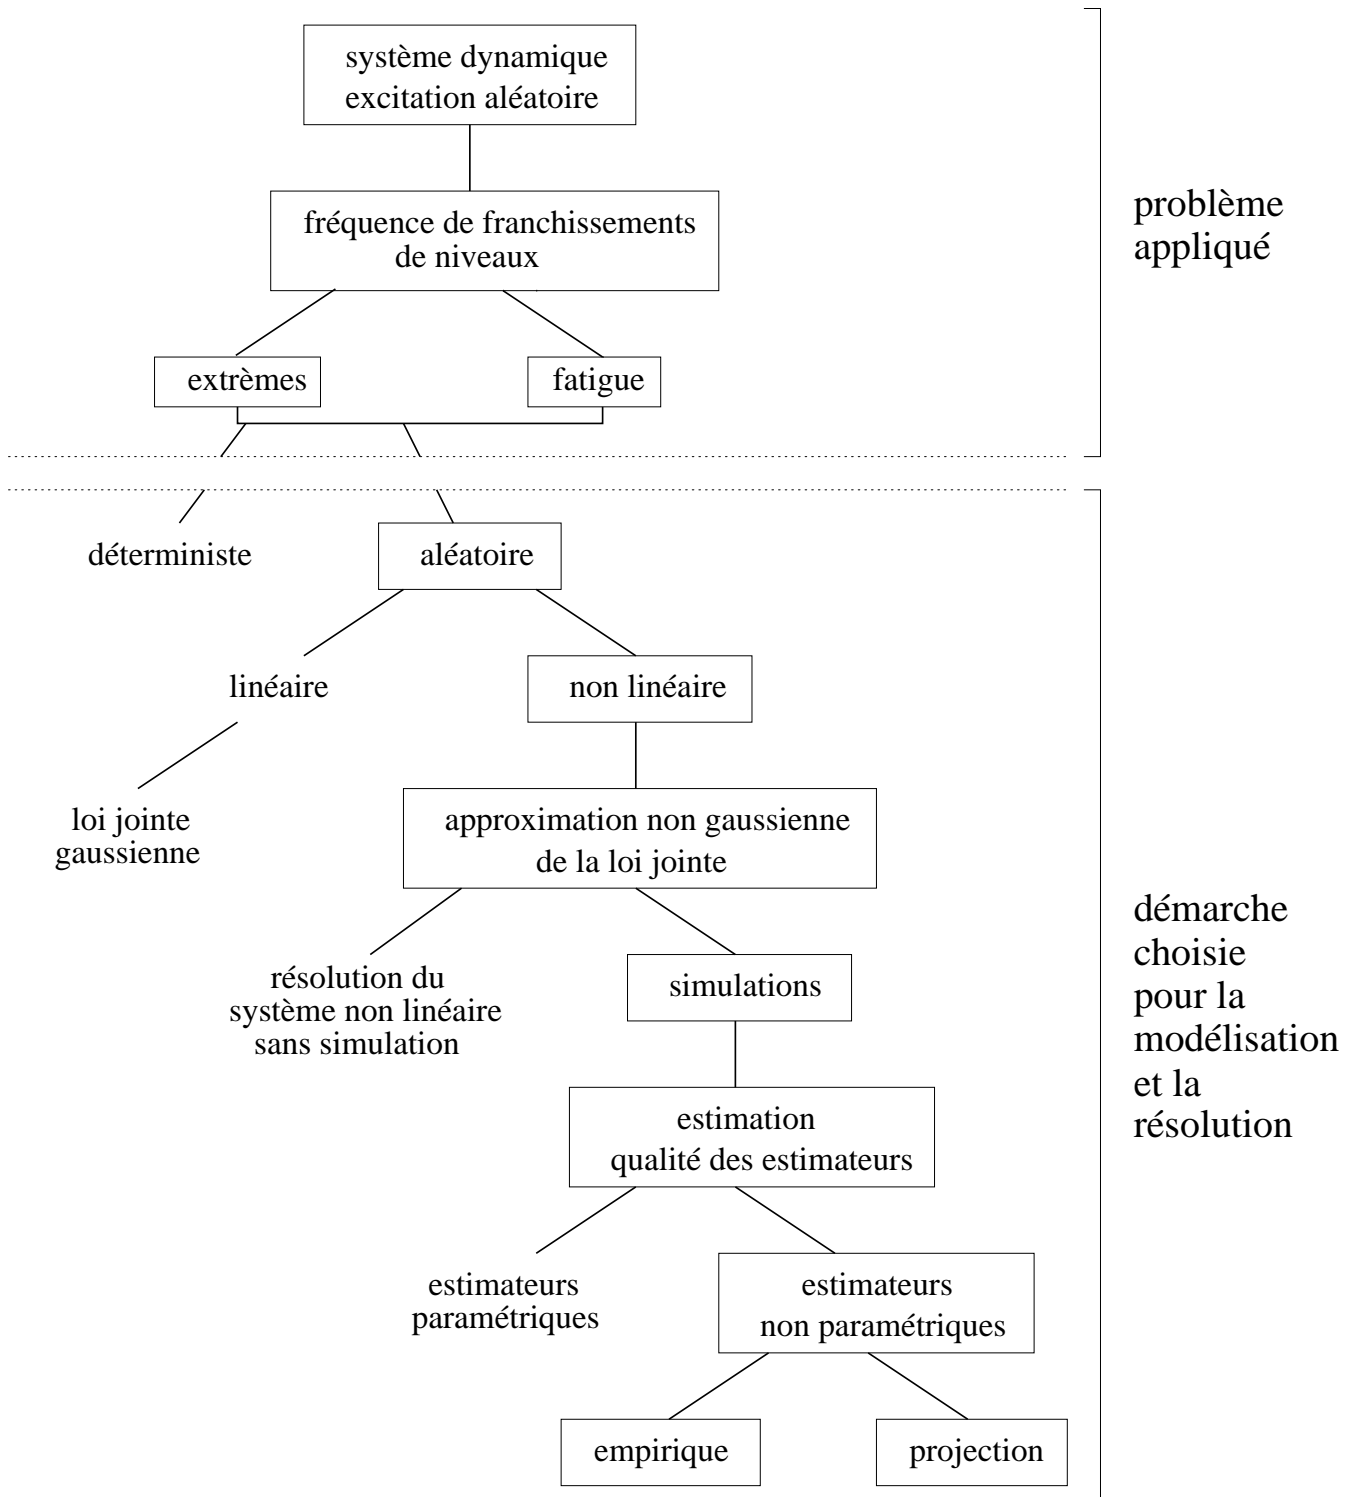 système dynamique
excitation aléatoire
fréquence de franchissements
de niveaux
problème
appliqué
extrèmes
fatigue
déterministe
aléatoire
linéaire
non linéaire
loi jointe
gaussienne
approximation non gaussienne
de la loi jointe
résolution du
système non linéaire
sans simulation
simulations
démarche
choisie
pour la
modélisation
et la
résolution
estimation
qualité des estimateurs
estimateurs
paramétriques
estimateurs
non paramétriques
empirique
projection